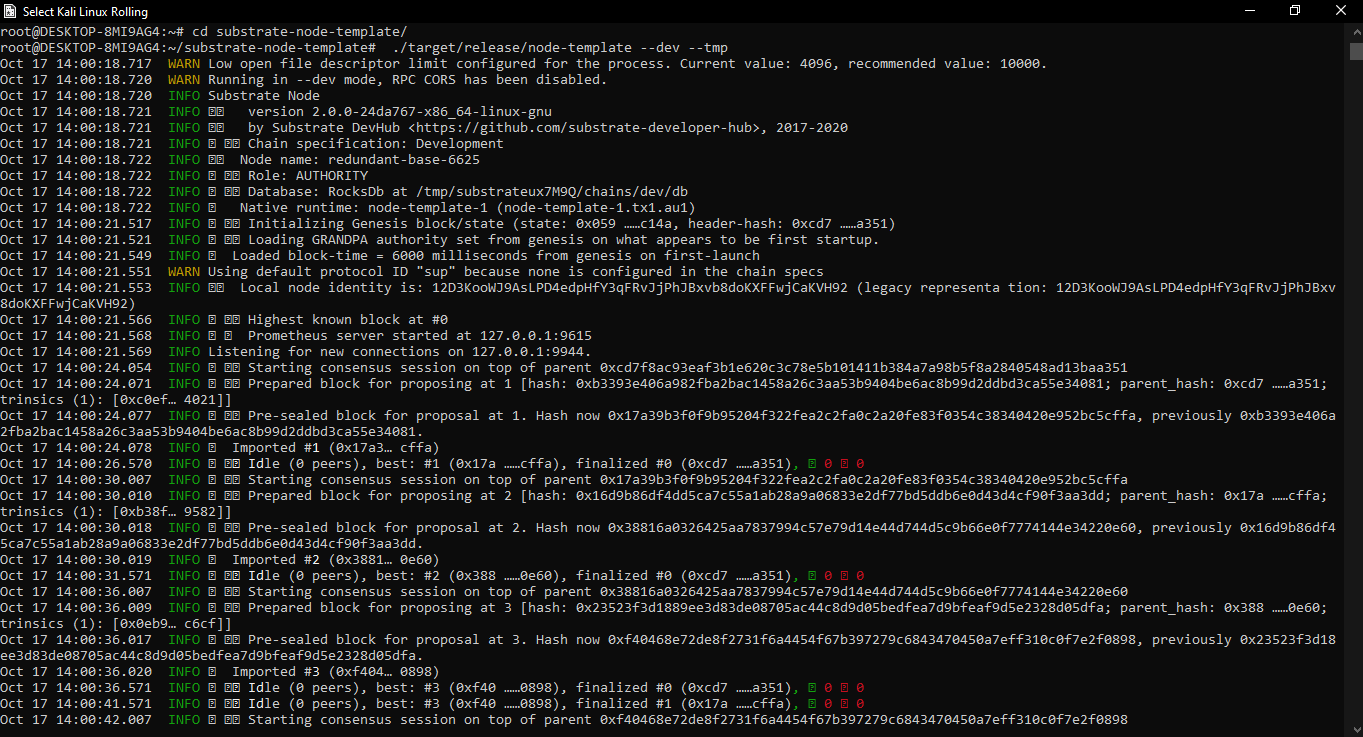 Select Kali Linux Rolling
root@DESKTOP-8MI9AG4:~# cd substrate-node-template/
root@DESKTOP-8MI9AG4:~/substrate-node-template#  ./target/release/node-template --dev --tmp
Oct 17 14:00:18.717  WARN Low open file descriptor limit configured for the process. Current value: 4096, recommended value: 10000.
Oct 17 14:00:18.720  WARN Running in --dev mode, RPC CORS has been disabled.
Oct 17 14:00:18.720  INFO Substrate Node
Oct 17 14:00:18.721  INFO   version 2.0.0-24da767-x86_64-linux-gnu
Oct 17 14:00:18.721  INFO   by Substrate DevHub <https://github.com/substrate-developer-hub>, 2017-2020
Oct 17 14:00:18.721  INFO Chain specification: Development
Oct 17 14:00:18.722  INFO Node name: redundant-base-6625
Oct 17 14:00:18.722  INFO Role: AUTHORITY
Oct 17 14:00:18.722  INFO Database: RocksDb at /tmp/substrateux7M9Q/chains/dev/db
Oct 17 14:00:18.722  INFO Native runtime: node-template-1 (node-template-1.tx1.au1)
Oct 17 14:00:21.517  INFO Initializing Genesis block/state (state: 0x059 ……c14a, header-hash: 0xcd7 ……a351)
Oct 17 14:00:21.521  INFO Loading GRANDPA authority set from genesis on what appears to be first startup.
Oct 17 14:00:21.549  INFO Loaded block-time = 6000 milliseconds from genesis on first-launch
Oct 17 14:00:21.551  WARN Using default protocol ID "sup" because none is configured in the chain specs
Oct 17 14:00:21.553  INFO Local node identity is: 12D3KooWJ9AsLPD4edpHfY3qFRvJjPhJBxvb8doKXFFwjCaKVH92 (legacy representa tion: 12D3KooWJ9AsLPD4edpHfY3qFRvJjPhJBxv
8doKXFFwjCaKVH92)
Oct 17 14:00:21.566  INFO Highest known block at #0
Oct 17 14:00:21.568  INFO Prometheus server started at 127.0.0.1:9615
Oct 17 14:00:21.569  INFO Listening for new connections on 127.0.0.1:9944.
Oct 17 14:00:24.054  INFO Starting consensus session on top of parent 0xcd7f8ac93eaf3b1e620c3c78e5b101411b384a7a98b5f8a2840548ad13baa351
Oct 17 14:00:24.071  INFO Prepared block for proposing at 1 [hash: 0xb3393e406a982fba2bac1458a26c3aa53b9404be6ac8b99d2ddbd3ca55e34081; parent_hash: 0xcd7 ……a351;
trinsics (1): [0xc0ef… 4021]]
Oct 17 14:00:24.077  INFO Pre-sealed block for proposal at 1. Hash now 0x17a39b3f0f9b95204f322fea2c2fa0c2a20fe83f0354c38340420e952bc5cffa, previously 0xb3393e406a
2fba2bac1458a26c3aa53b9404be6ac8b99d2ddbd3ca55e34081.
Oct 17 14:00:24.078  INFO Imported #1 (0x17a3… cffa)
Oct 17 14:00:26.570  INFO Idle (0 peers), best: #1 (0x17a ……cffa), finalized #0 (0xcd7 ……a351), 0 0
Oct 17 14:00:30.007  INFO Starting consensus session on top of parent 0x17a39b3f0f9b95204f322fea2c2fa0c2a20fe83f0354c38340420e952bc5cffa
Oct 17 14:00:30.010  INFO Prepared block for proposing at 2 [hash: 0x16d9b86df4dd5ca7c55a1ab28a9a06833e2df77bd5ddb6e0d43d4cf90f3aa3dd; parent_hash: 0x17a ……cffa;
trinsics (1): [0xb38f… 9582]]
Oct 17 14:00:30.018  INFO Pre-sealed block for proposal at 2. Hash now 0x38816a0326425aa7837994c57e79d14e44d744d5c9b66e0f7774144e34220e60, previously 0x16d9b86df4
5ca7c55a1ab28a9a06833e2df77bd5ddb6e0d43d4cf90f3aa3dd.
Oct 17 14:00:30.019  INFO Imported #2 (0x3881… 0e60)
Oct 17 14:00:31.571  INFO Idle (0 peers), best: #2 (0x388 ……0e60), finalized #0 (0xcd7 ……a351), 0 0
Oct 17 14:00:36.007  INFO Starting consensus session on top of parent 0x38816a0326425aa7837994c57e79d14e44d744d5c9b66e0f7774144e34220e60
Oct 17 14:00:36.009  INFO Prepared block for proposing at 3 [hash: 0x23523f3d1889ee3d83de08705ac44c8d9d05bedfea7d9bfeaf9d5e2328d05dfa; parent_hash: 0x388 ……0e60;
trinsics (1): [0x0eb9… c6cf]]
Oct 17 14:00:36.017  INFO Pre-sealed block for proposal at 3. Hash now 0xf40468e72de8f2731f6a4454f67b397279c6843470450a7eff310c0f7e2f0898, previously 0x23523f3d18
ee3d83de08705ac44c8d9d05bedfea7d9bfeaf9d5e2328d05dfa.
Oct 17 14:00:36.020  INFO Imported #3 (0xf404… 0898)
Oct 17 14:00:36.571  INFO Idle (0 peers), best: #3 (0xf40 ……0898), finalized #0 (0xcd7 ……a351), 0 0
Oct 17 14:00:41.571  INFO Idle (0 peers), best: #3 (0xf40 ……0898), finalized #1 (0x17a ……cffa), 0 0
Oct 17 14:00:42.007  INFO Starting consensus session on top of parent 0xf40468e72de8f2731f6a4454f67b397279c6843470450a7eff310c0f7e2f0898